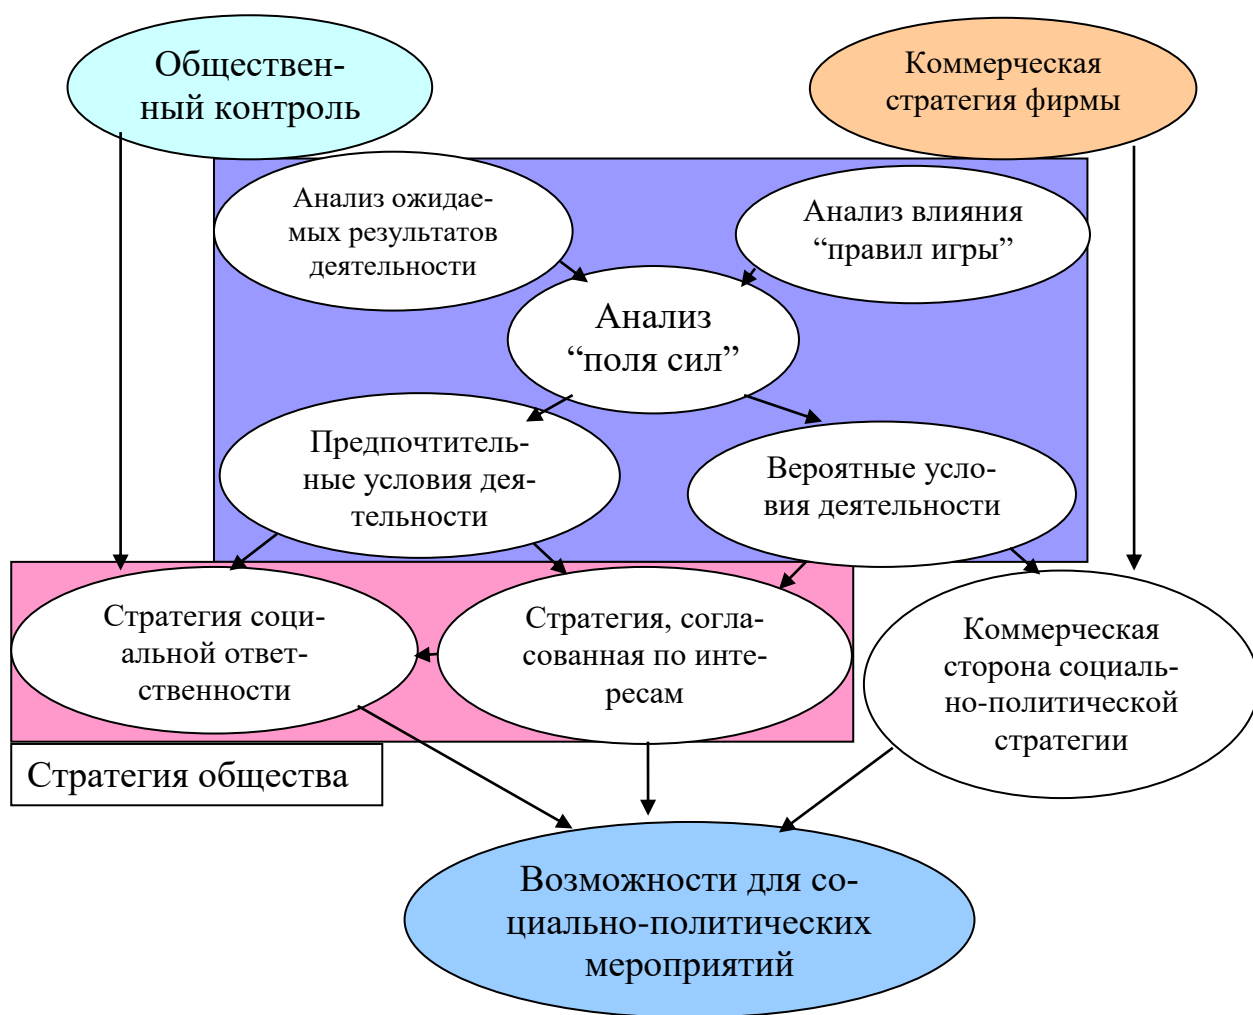 Обществен-
ный контроль
Коммерческая
стратегия фирмы
Анализ ожидае-
мых результатов
деятельности
Анализ влияния
“правил игры”
Анализ
“поля сил”
Предпочтитель-
ные условия дея-
тельности
Вероятные усло-
вия деятельности
Стратегия соци-
альной ответ-
ственности
Стратегия, согла-
сованная по инте-
ресам
Коммерческая
сторона социаль-
но-политической
стратегии
Стратегия общества
Возможности для со-
циально-политических
мероприятий